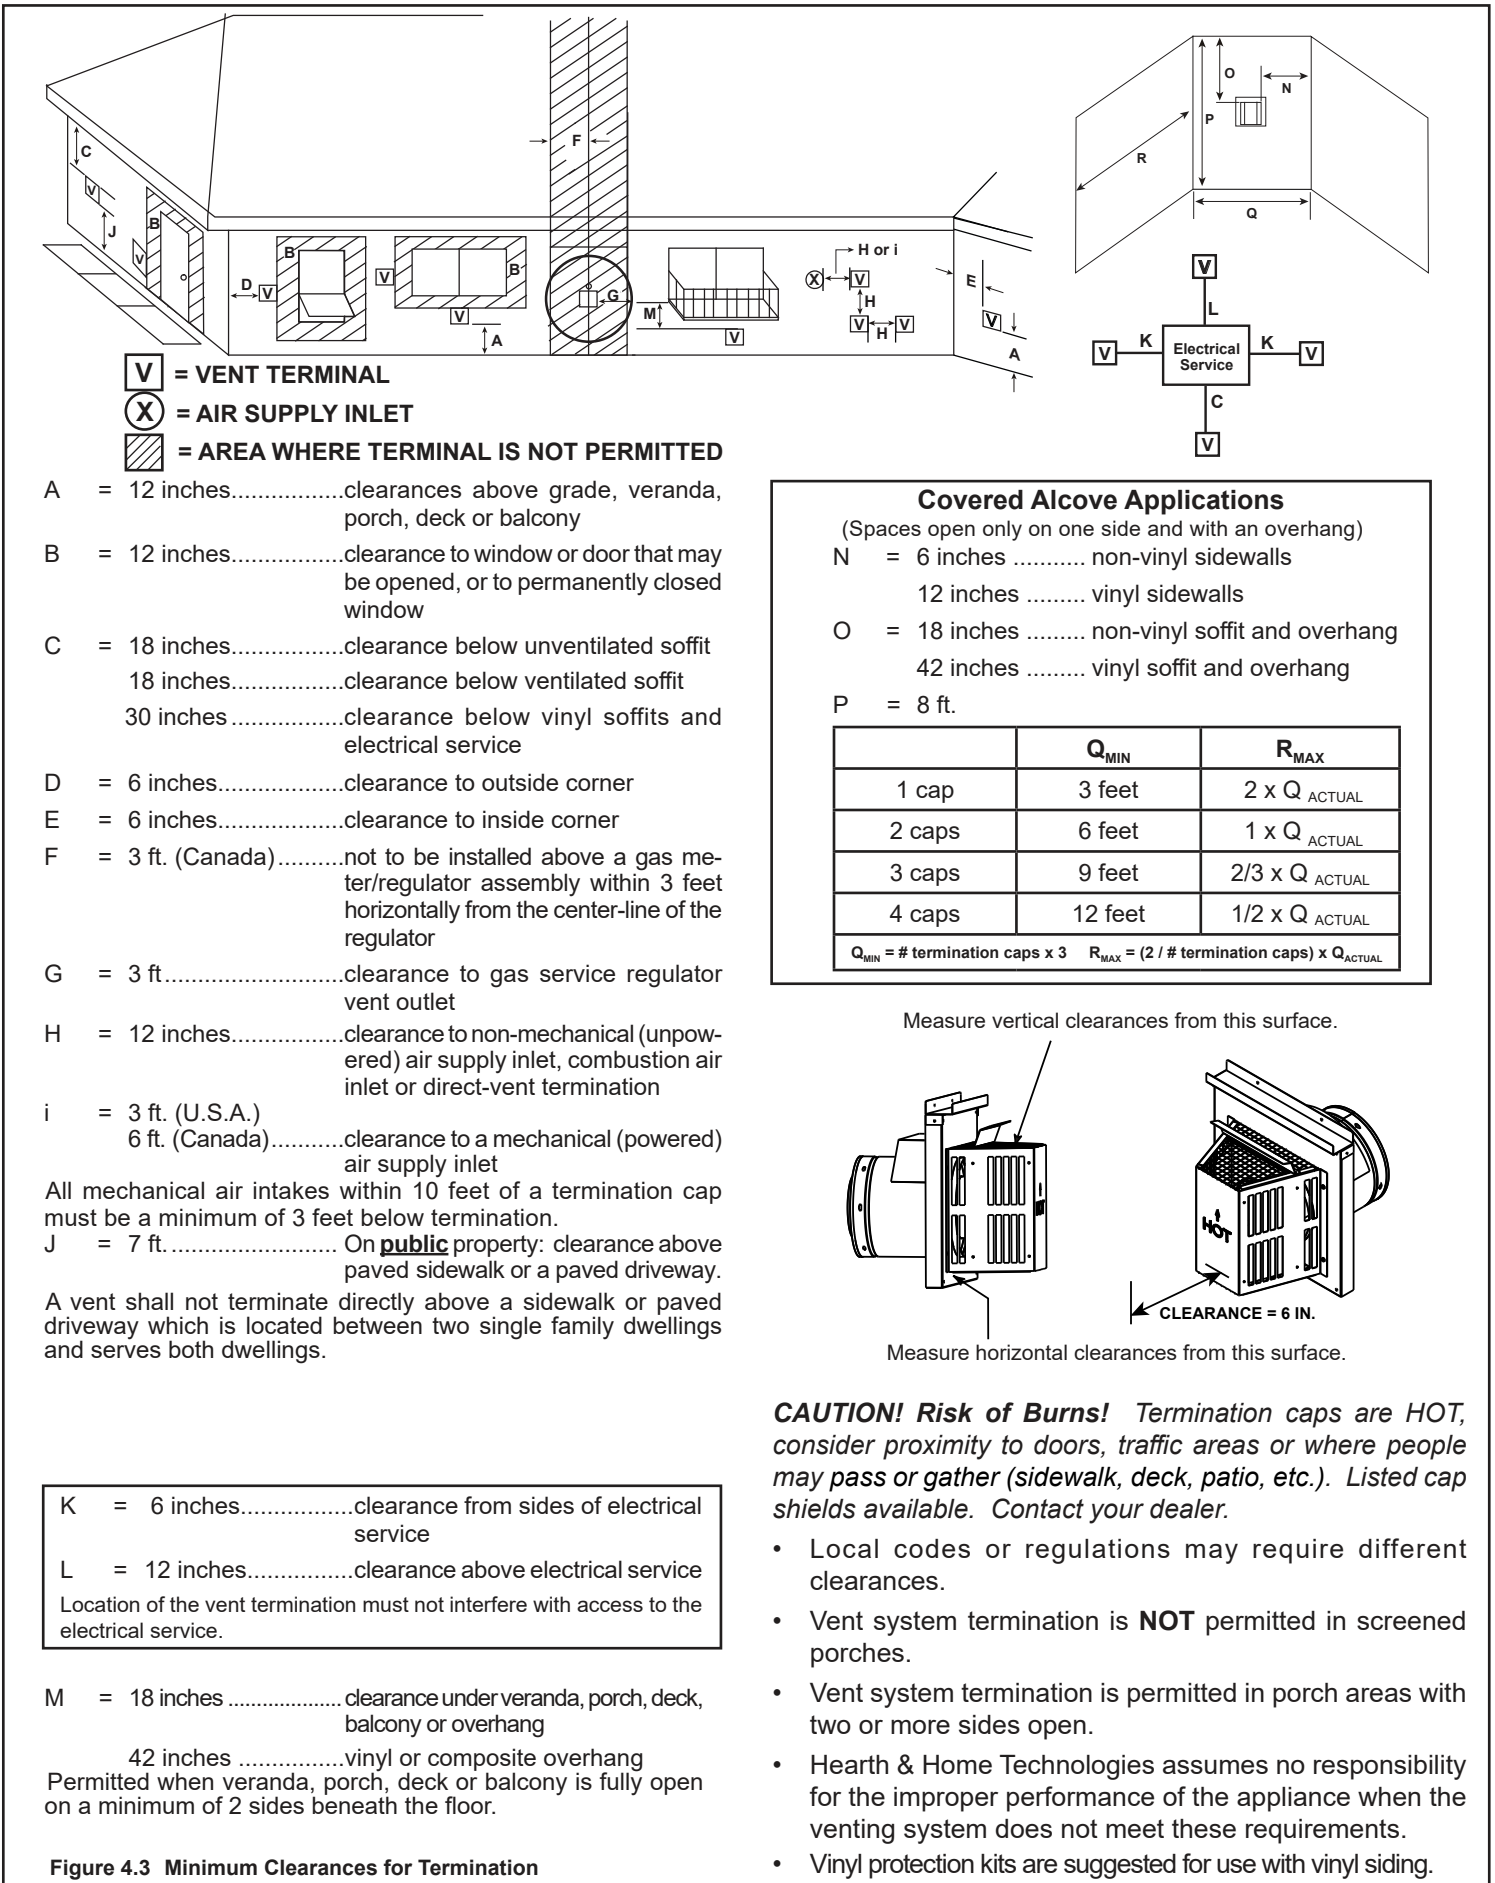 C
V
J
B
V
D
V
B
V
B
V
A
F
G
M
V
H or i
X
V
H
V
H
V
E
V
A
O
N
P
R
Q
V
L
V
K
Electrical
Service
K
V
C
V
V = VENT TERMINAL
X = AIR SUPPLY INLET
= AREA WHERE TERMINAL IS NOT PERMITTED
A = 12 inches.................clearances above grade, veranda,
porch, deck or balcony
B = 12 inches.................clearance to window or door that may
be opened, or to permanently closed
window
C = 18 inches.................clearance below unventilated soffit
18 inches.................clearance below ventilated soffit
30 inches.................clearance below vinyl soffits and
electrical service
D = 6 inches...................clearance to outside corner
E = 6 inches...................clearance to inside corner
F = 3 ft. (Canada)..........not to be installed above a gas me-
ter/regulator assembly within 3 feet
horizontally from the center-line of the
regulator
G = 3 ft...........................clearance to gas service regulator
vent outlet
H = 12 inches.................clearance to non-mechanical (unpow-
ered) air supply inlet, combustion air
inlet or direct-vent termination
i = 3 ft. (U.S.A.)
6 ft. (Canada)...........clearance to a mechanical (powered)
air supply inlet
All mechanical air intakes within 10 feet of a termination cap
must be a minimum of 3 feet below termination.
J = 7 ft.......................... On public property: clearance above
paved sidewalk or a paved driveway.
A vent shall not terminate directly above a sidewalk or paved
driveway which is located between two single family dwellings
and serves both dwellings.
K = 6 inches.................clearance from sides of electrical
service
L = 12 inches................clearance above electrical service
Location of the vent termination must not interfere with access to the
electrical service.
M = 18 inches ....................clearance under veranda, porch, deck,
balcony or overhang
42 inches ................vinyl or composite overhang
Permitted when veranda, porch, deck or balcony is fully open
on a minimum of 2 sides beneath the floor.
Figure 4.3 Minimum Clearances for Termination
Covered Alcove Applications
(Spaces open only on one side and with an overhang)
N = 6 inches ........... non-vinyl sidewalls
12 inches ......... vinyl sidewalls
O = 18 inches ......... non-vinyl soffit and overhang
42 inches ......... vinyl soffit and overhang
P = 8 ft.
QMIN RMAX
1 cap 3 feet 2 x Q ACTUAL
2 caps 6 feet 1 x Q ACTUAL
3 caps 9 feet 2/3 x Q ACTUAL
4 caps 12 feet 1/2 x Q ACTUAL
QMIN = # termination caps x 3 RMAX = (2 / # termination caps) x QACTUAL
Measure vertical clearances from this surface.
HOT
HOT
CLEARANCE = 6 IN.
Measure horizontal clearances from this surface.
CAUTION! Risk of Burns! Termination caps are HOT,
consider proximity to doors, traffic areas or where people
may pass or gather (sidewalk, deck, patio, etc.). Listed cap
shields available. Contact your dealer.
• Local codes or regulations may require different
clearances.
• Vent system termination is NOT permitted in screened
porches.
• Vent system termination is permitted in porch areas with
two or more sides open.
• Hearth & Home Technologies assumes no responsibility
for the improper performance of the appliance when the
venting system does not meet these requirements.
• Vinyl protection kits are suggested for use with vinyl siding.